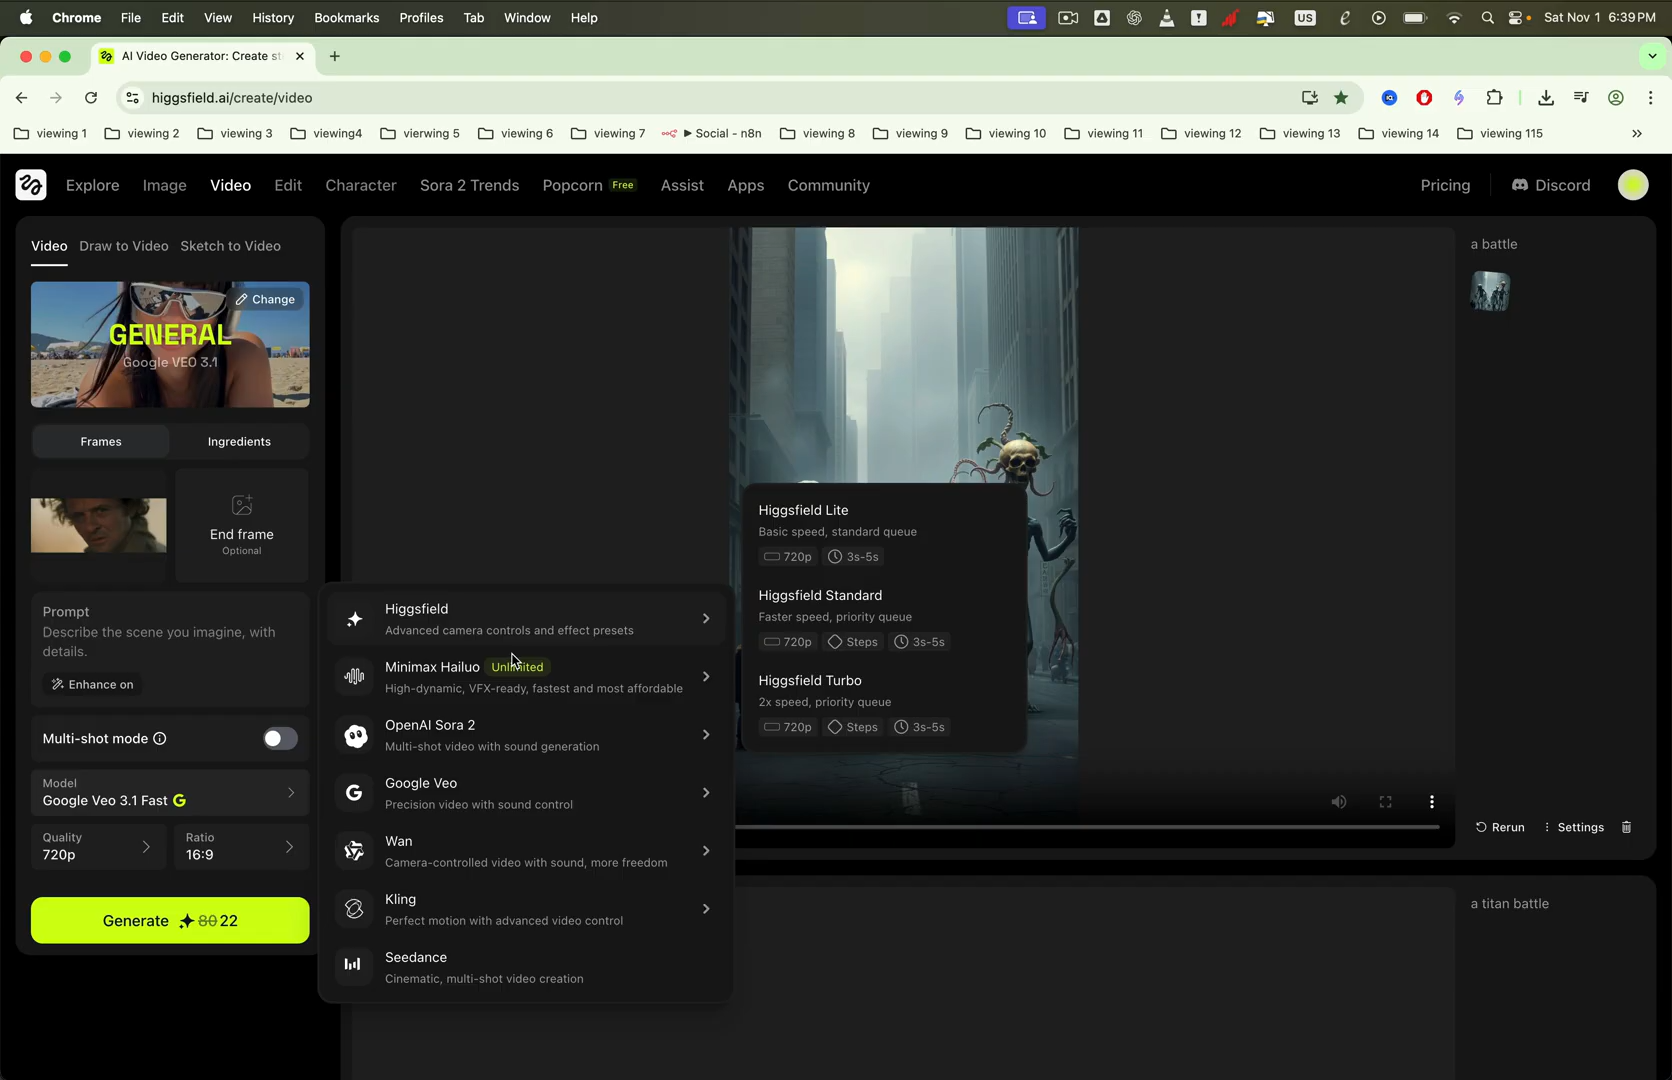 Chrome File Edit View History Bookmarks Profiles Tab Window Help US Sat Nov 1 6:39 PM
AI Video Generator: Create st
higgsfield.ai/create/video
viewing 1 viewing 2 viewing 3 viewing4 vierwing 5 viewing 6 viewing 7 ▶ Social - n8n viewing 8 viewing 9 viewing 10 viewing 11 viewing 12 viewing 13 viewing 14 viewing 115
Explore Image Video Edit Character Sora 2 Trends Popcorn Free Assist Apps Community Pricing Discord
Video Draw to Video Sketch to Video
Change
GENERAL
Google VEO 3.1
Frames Ingredients
End frame
Optional
Prompt
Describe the scene you imagine, with
details.
Enhance on
Multi-shot mode
Model
Google Veo 3.1 Fast
Quality
720p
Ratio
16:9
Generate 80 22
Higgsfield
Advanced camera controls and effect presets
Minimax Hailuo Unlimited
High-dynamic, VFX-ready, fastest and most affordable
OpenAI Sora 2
Multi-shot video with sound generation
Google Veo
Precision video with sound control
Wan
Camera-controlled video with sound, more freedom
Kling
Perfect motion with advanced video control
Seedance
Cinematic, multi-shot video creation
Higgsfield Lite
Basic speed, standard queue
720p 3s-5s
Higgsfield Standard
Faster speed, priority queue
720p Steps 3s-5s
Higgsfield Turbo
2x speed, priority queue
720p Steps 3s-5s
a battle
Rerun Settings
a titan battle